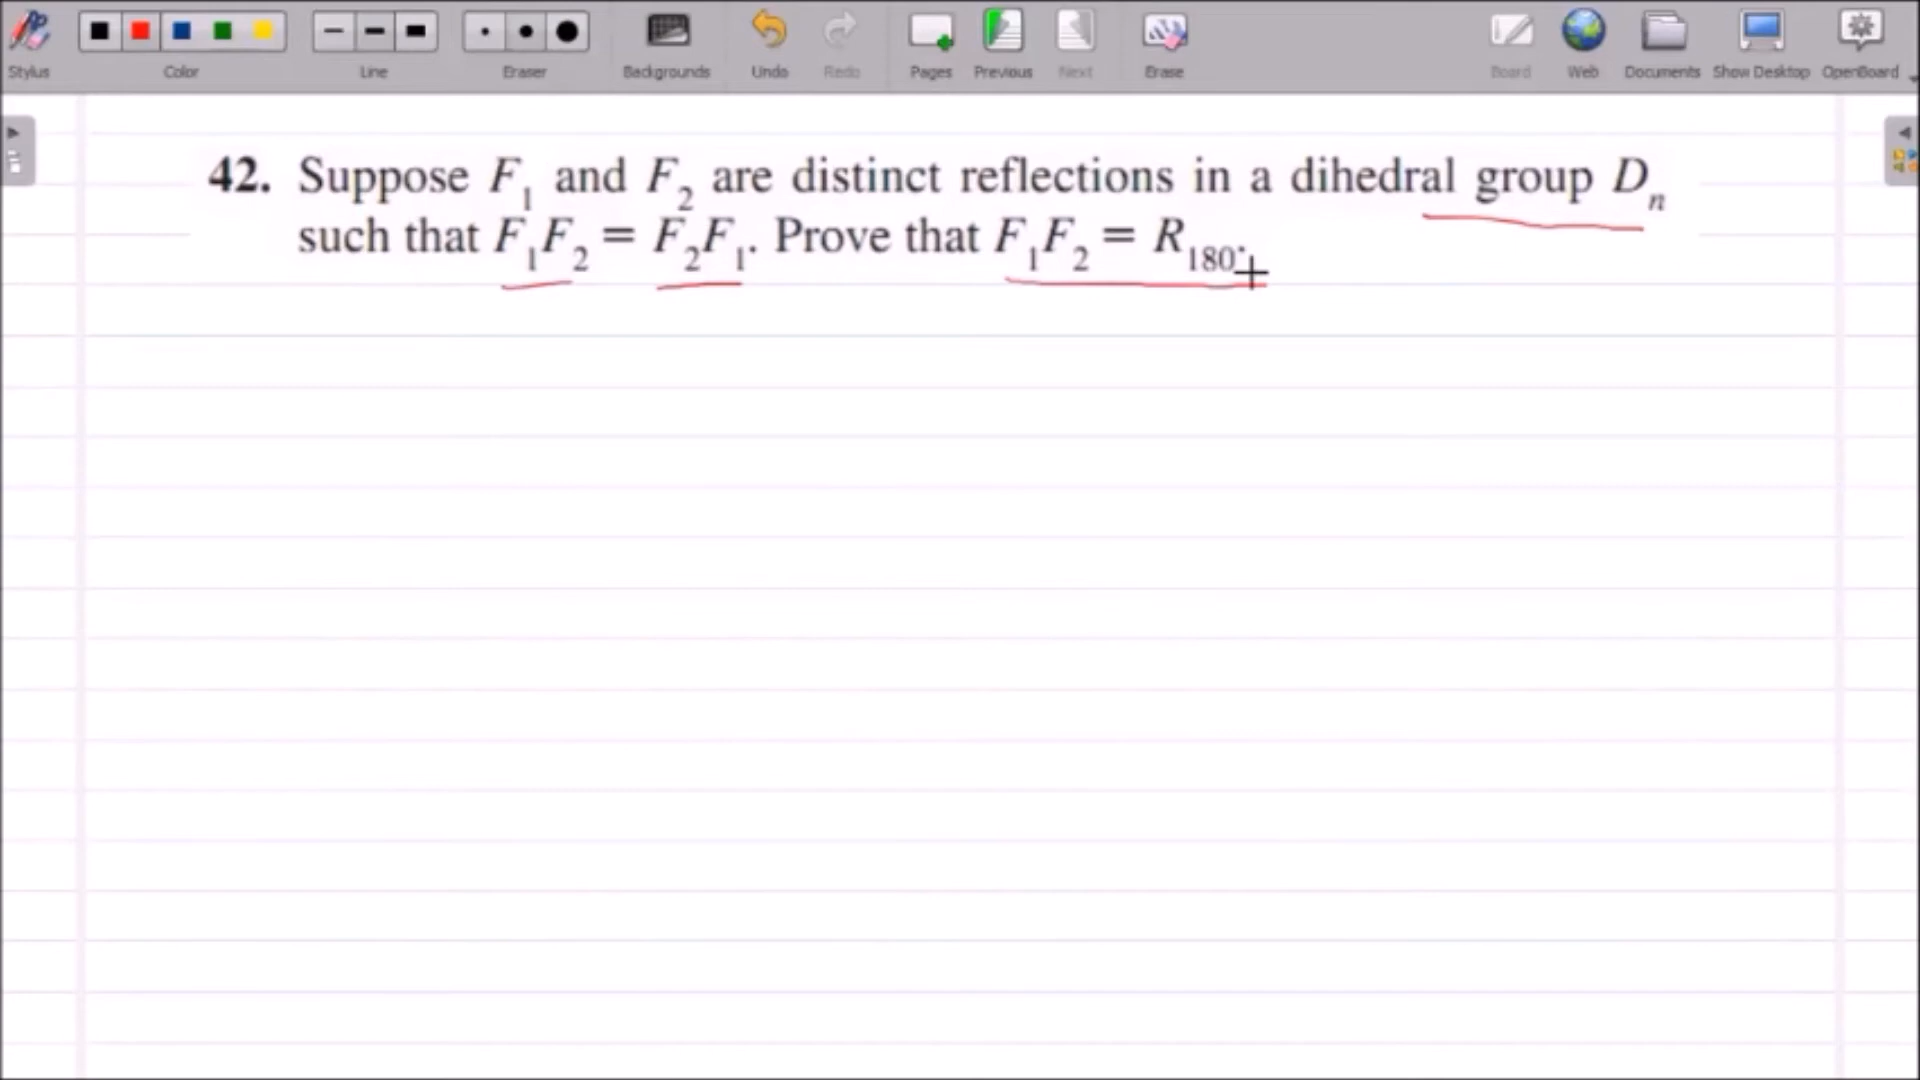 Stylus Color Line Eraser Backgrounds Undo Redo Pages Previous Next Erase Board Web Documents Show Desktop OpenBoard
42. Suppose F₁ and F₂ are distinct reflections in a dihedral group Dₙ
such that F₁F₂ = F₂F₁. Prove that F₁F₂ = R₁₈₀.